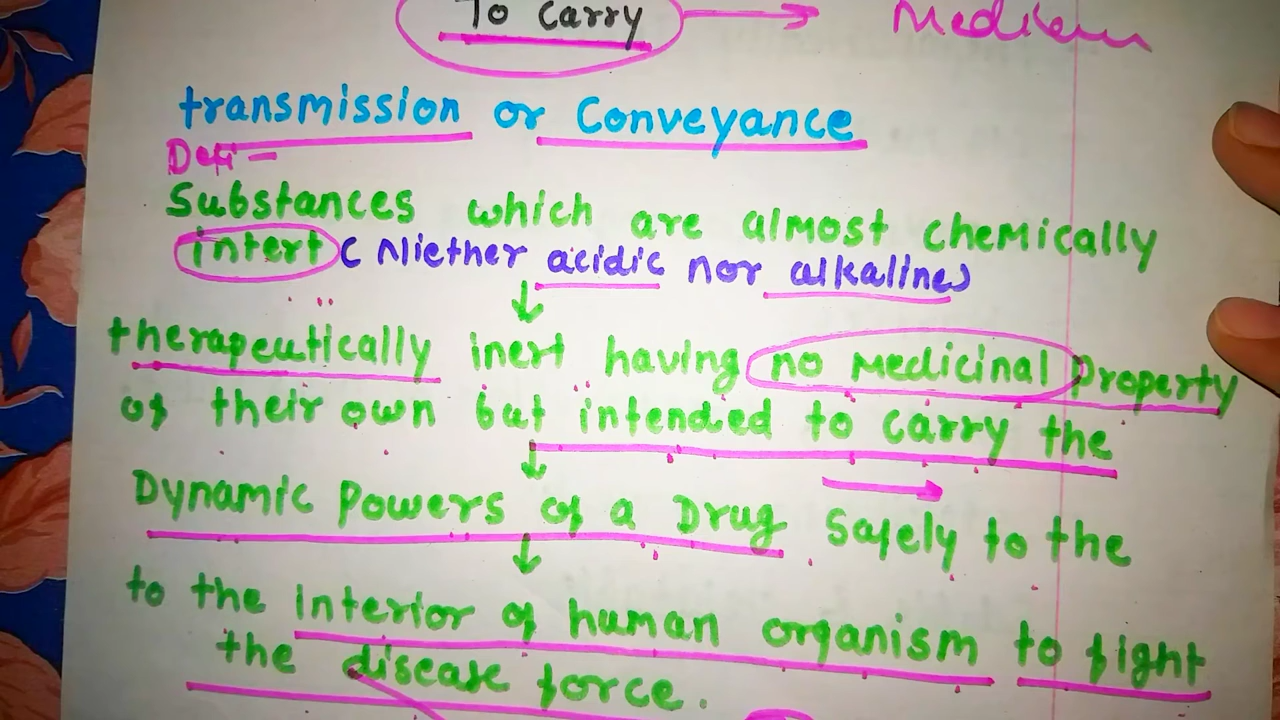 To Carry Medium
transmission or Conveyance
Def -
Substances which are almost chemically
intert ( Niether acidic nor alkalines
therapeutically inert having no Medicinal Property
of their own but intended to carry the
Dynamic Powers of a Drug Safely to the
to the Interior of human organism to fight
the disease force.